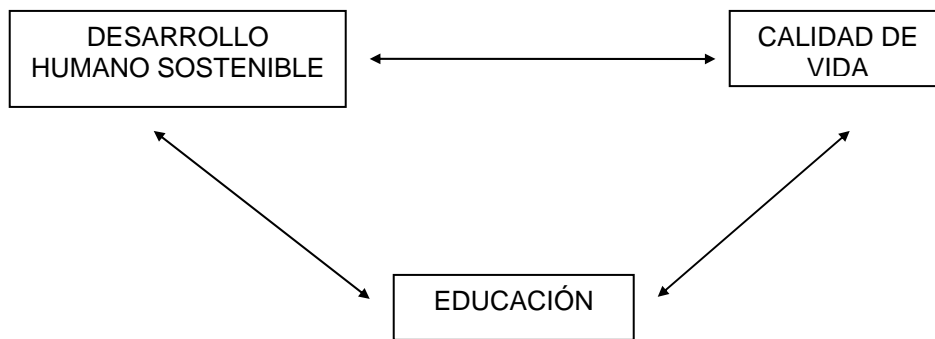 DESARROLLO
HUMANO SOSTENIBLE
CALIDAD DE
VIDA
EDUCACIÓN